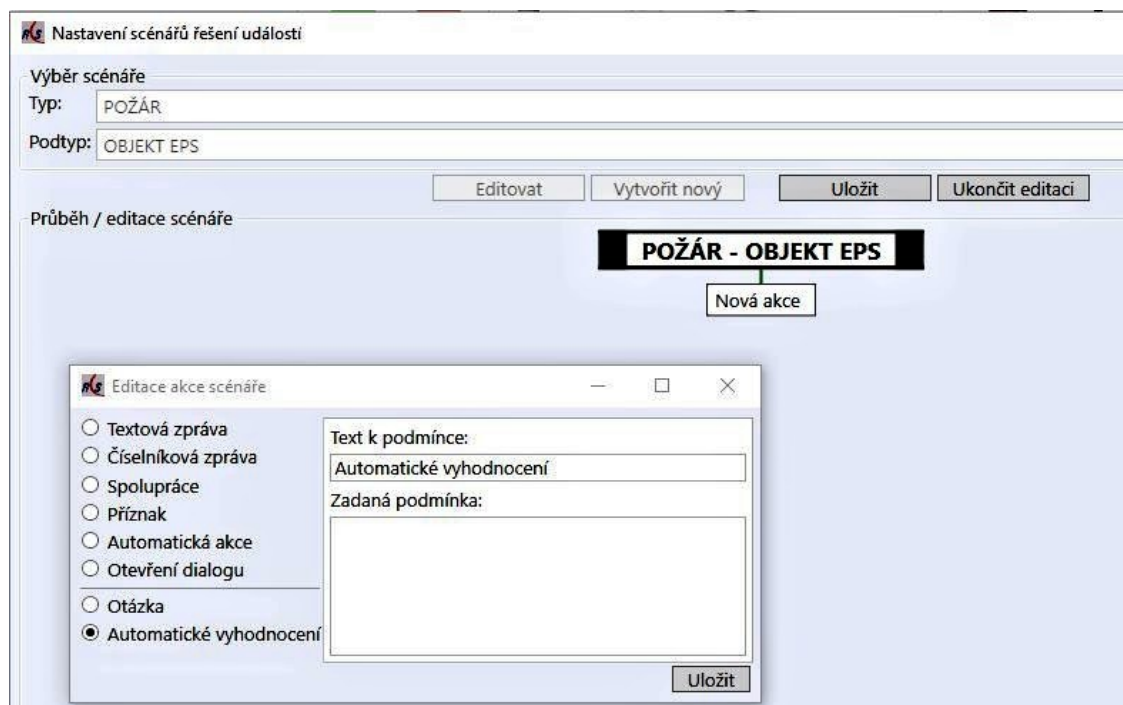 Nastavení scénářů řešení událostí
Výběr scénáře
Typ: POŽÁR
Podtyp: OBJEKT EPS
Editovat Vytvořit nový Uložit Ukončit editaci
Průběh / editace scénáře
POŽÁR - OBJEKT EPS
Nová akce
Editace akce scénáře
Textová zpráva
Číselníková zpráva
Spolupráce
Příznak
Automatická akce
Otevření dialogu
Otázka
Automatické vyhodnocení
Text k podmínce:
Automatické vyhodnocení
Zadaná podmínka:
Uložit